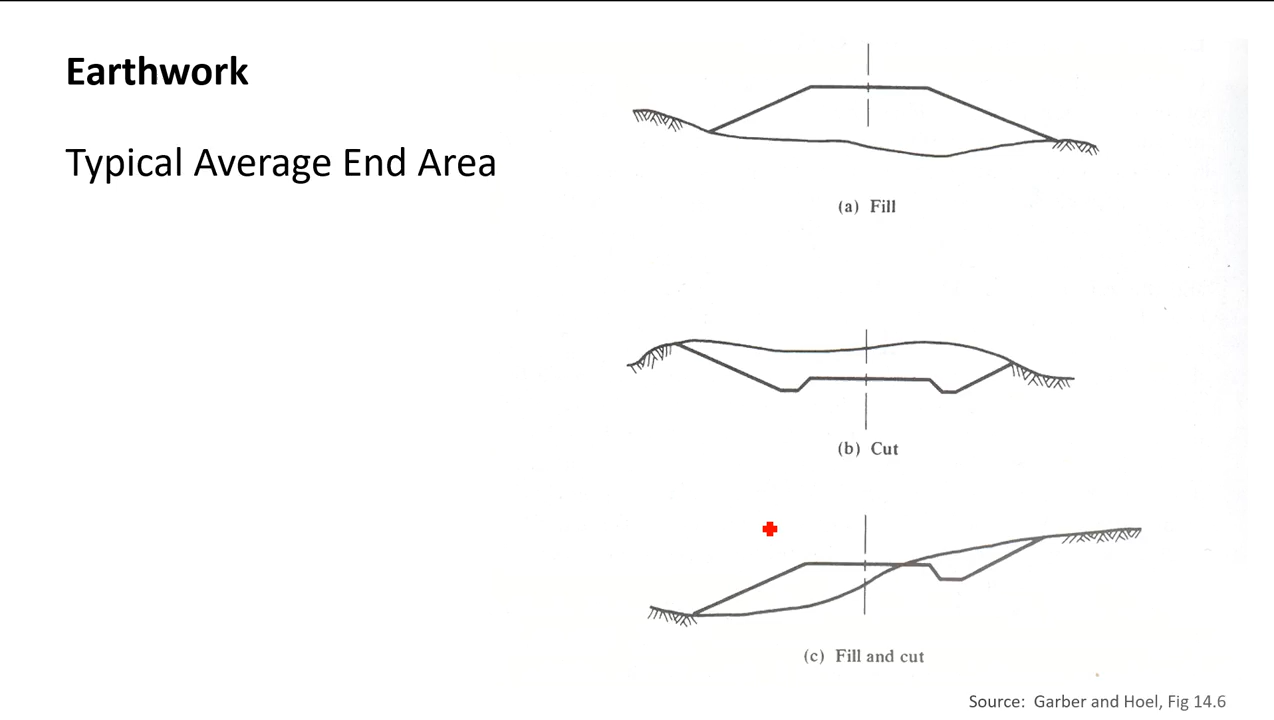 Earthwork
Typical Average End Area
(a) Fill
(b) Cut
(c) Fill and cut
Source: Garber and Hoel, Fig 14.6